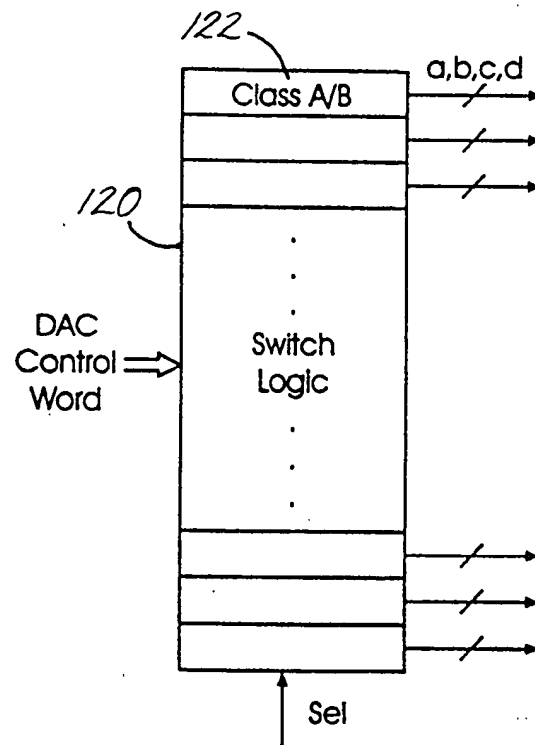 122
a,b,c,d
Class A/B
120
DAC
Control
Word
Switch
Logic
Sel